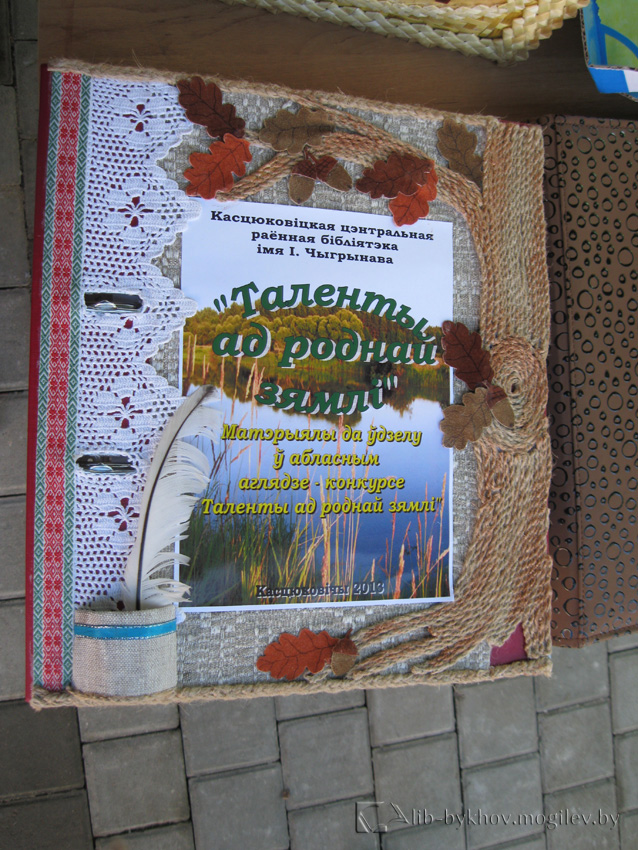 Касцюковіцкая цэнтральная
раённая бібліятэка
імя І. Чыгрынава
"Таленты
ад роднай
зямлі"
Матэрыялы да ўдзелу
ў абласным
аглядзе - конкурсе
Таленты ад роднай зямлі"
Касцюковічы 2013
lib-bykhov.mogilev.by